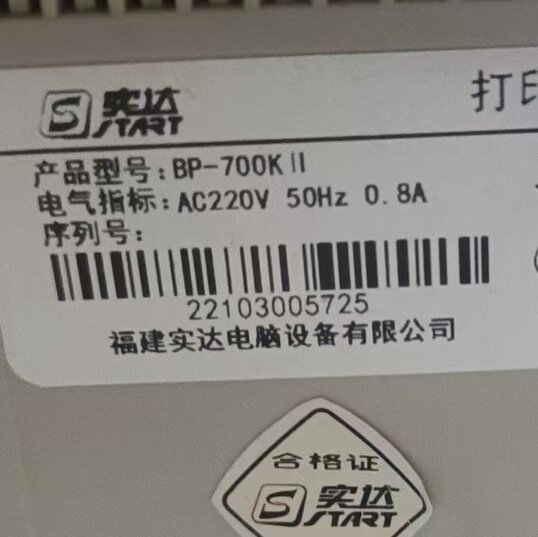 实达
START
打印
产品型号:BP-700KⅡ
电气指标:AC220V 50Hz 0.8A
序列号:
22103005725
福建实达电脑设备有限公司
合格证
实达
START